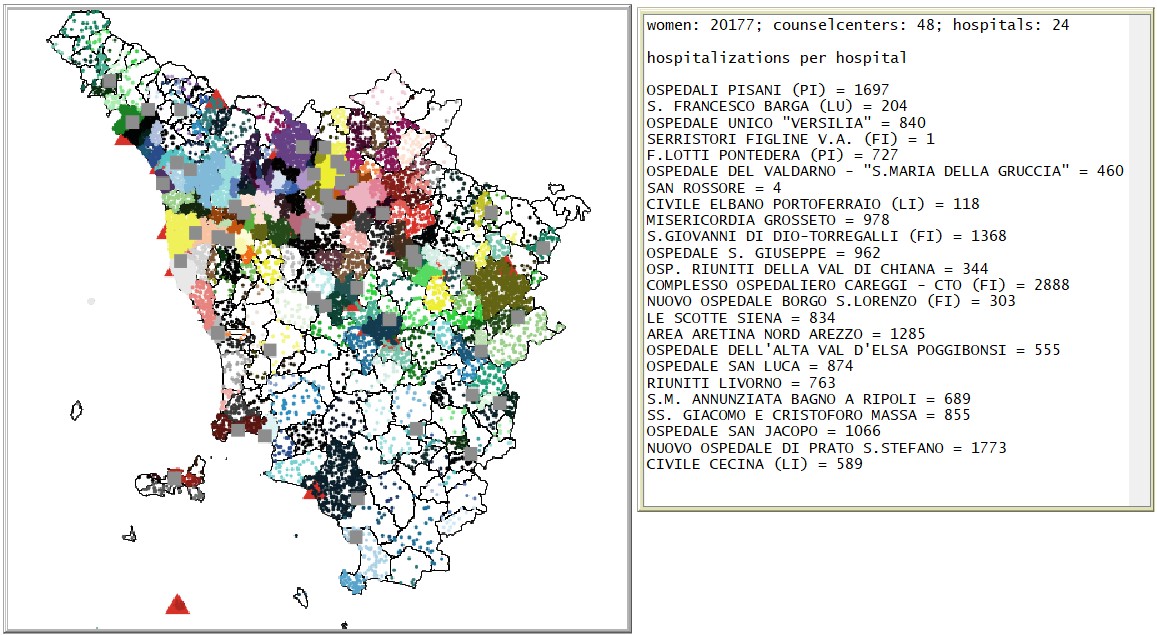 women: 20177; counselcenters: 48; hospitals: 24
hospitalizations per hospital
OSPEDALI PISANI (PI) = 1697
S. FRANCESCO BARGA (LU) = 204
OSPEDALE UNICO "VERSILIA" = 840
SERRISTORI FIGLINE V.A. (FI) = 1
F.LOTTI PONTEDERA (PI) = 727
OSPEDALE DEL VALDARNO - "S.MARIA DELLA GRUCCIA" = 460
SAN ROSSORE = 4
CIVILE ELBANO PORTOFERRAIO (LI) = 118
MISERICORDIA GROSSETO = 978
S.GIOVANNI DI DIO-TORREGALLI (FI) = 1368
OSPEDALE S. GIUSEPPE = 962
OSP. RIUNITI DELLA VAL DI CHIANA = 344
COMPLESSO OSPEDALIERO CAREGGI - CTO (FI) = 2888
NUOVO OSPEDALE BORGO S.LORENZO (FI) = 303
LE SCOTTE SIENA = 834
AREA ARETINA NORD AREZZO = 1285
OSPEDALE DELL'ALTA VAL D'ELSA POGGIBONSI = 555
OSPEDALE SAN LUCA = 874
RIUNITI LIVORNO = 763
S.M. ANNUNZIATA BAGNO A RIPOLI = 689
SS. GIACOMO E CRISTOFORO MASSA = 855
OSPEDALE SAN JACOPO = 1066
NUOVO OSPEDALE DI PRATO S.STEFANO = 1773
CIVILE CECINA (LI) = 589